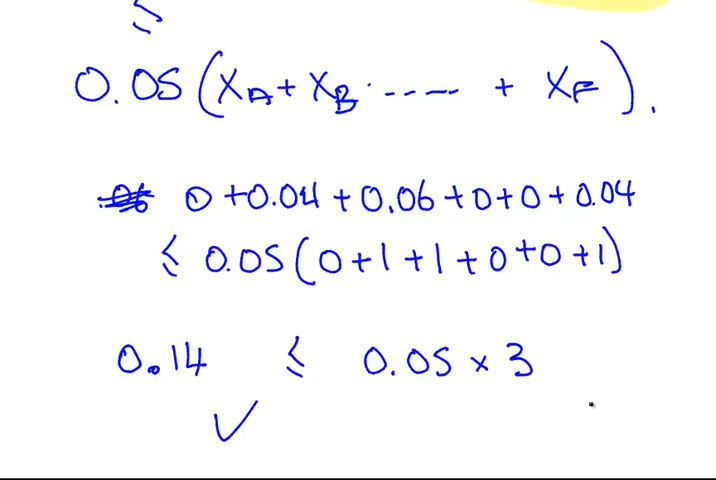 ≤
0.05 (XA + XB ..... + XF).
0 + 0.04 + 0.06 + 0 + 0 + 0.04
≤ 0.05 (0 + 1 + 1 + 0 + 0 + 1)
0.14 ≤ 0.05 × 3
✓